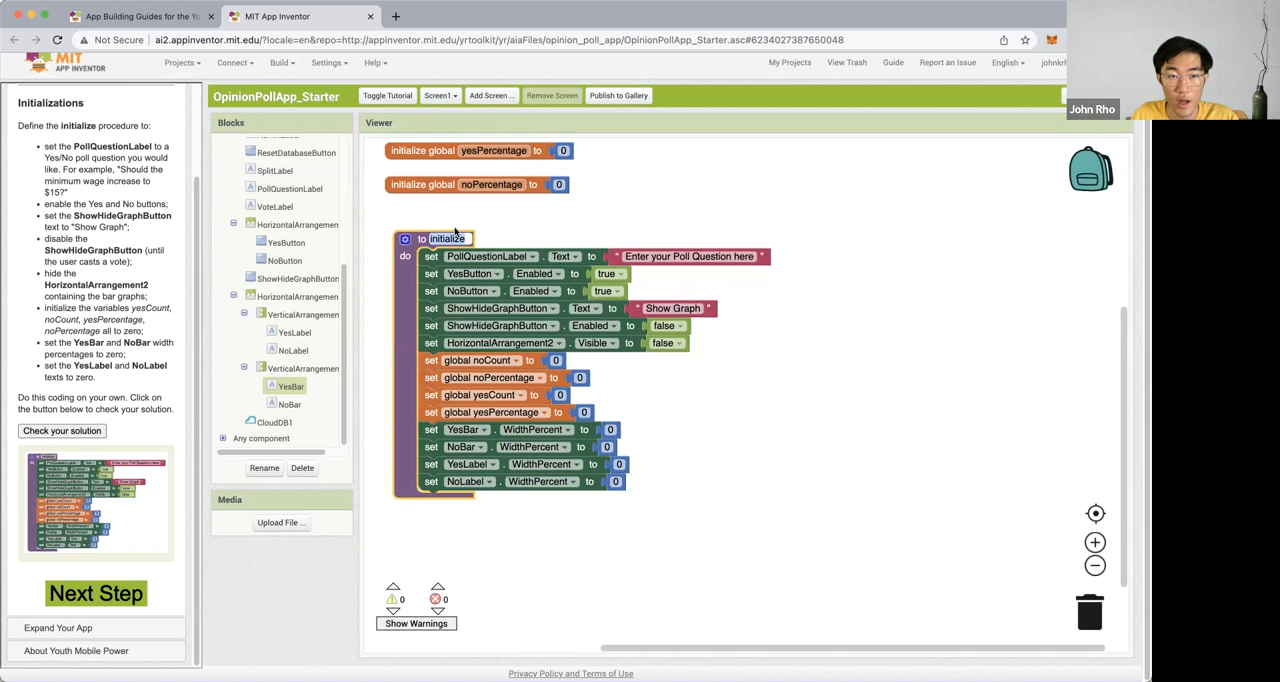 App Building Guides for the Yo
MIT App Inventor
Not Secure | ai2.appinventor.mit.edu/?locale=en&repo=http://appinventor.mit.edu/yrtoolkit/yr/aiaFiles/opinion_poll_app/OpinionPollApp_Starter.asc#6234027387650048
MIT
APP INVENTOR
Projects
Connect
Build
Settings
Help
My Projects
View Trash
Guide
Report an Issue
English
johnkrh
John Rho
OpinionPollApp_Starter
Toggle Tutorial
Screen1
Add Screen ...
Remove Screen
Publish to Gallery
Initializations
Define the initialize procedure to:
• set the PollQuestionLabel to a
Yes/No poll question you would
like. For example, "Should the
minimum wage increase to
$15?"
• enable the Yes and No buttons;
• set the ShowHideGraphButton
text to "Show Graph";
• disable the
ShowHideGraphButton (until
the user casts a vote);
• hide the
HorizontalArrangement2
containing the bar graphs;
• initialize the variables yesCount,
noCount, yesPercentage,
noPercentage all to zero;
• set the YesBar and NoBar width
percentages to zero;
• set the YesLabel and NoLabel
texts to zero.
Do this coding on your own. Click on
the button below to check your solution.
Check your solution
Next Step
Expand Your App
About Youth Mobile Power
Blocks
ResetDatabaseButton
SplitLabel
PollQuestionLabel
VoteLabel
HorizontalArrangemen
YesButton
NoButton
ShowHideGraphButton
HorizontalArrangemen
VerticalArrangemen
YesLabel
NoLabel
VerticalArrangemen
YesBar
NoBar
CloudDB1
Any component
Rename
Delete
Media
Upload File ...
Viewer
initialize global yesPercentage to 0
initialize global noPercentage to 0
to initialize
do set PollQuestionLabel . Text to " Enter your Poll Question here "
set YesButton . Enabled to true
set NoButton . Enabled to true
set ShowHideGraphButton . Text to " Show Graph "
set ShowHideGraphButton . Enabled to false
set HorizontalArrangement2 . Visible to false
set global noCount to 0
set global noPercentage to 0
set global yesCount to 0
set global yesPercentage to 0
set YesBar . WidthPercent to 0
set NoBar . WidthPercent to 0
set YesLabel . WidthPercent to 0
set NoLabel . WidthPercent to 0
0
0
Show Warnings
Privacy Policy and Terms of Use